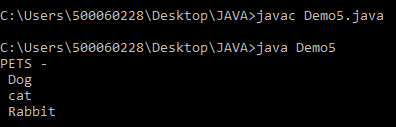 C:\Users\500060228\Desktop\JAVA>javac Demo5.java
C:\Users\500060228\Desktop\JAVA>java Demo5
PETS -
Dog
cat
Rabbit